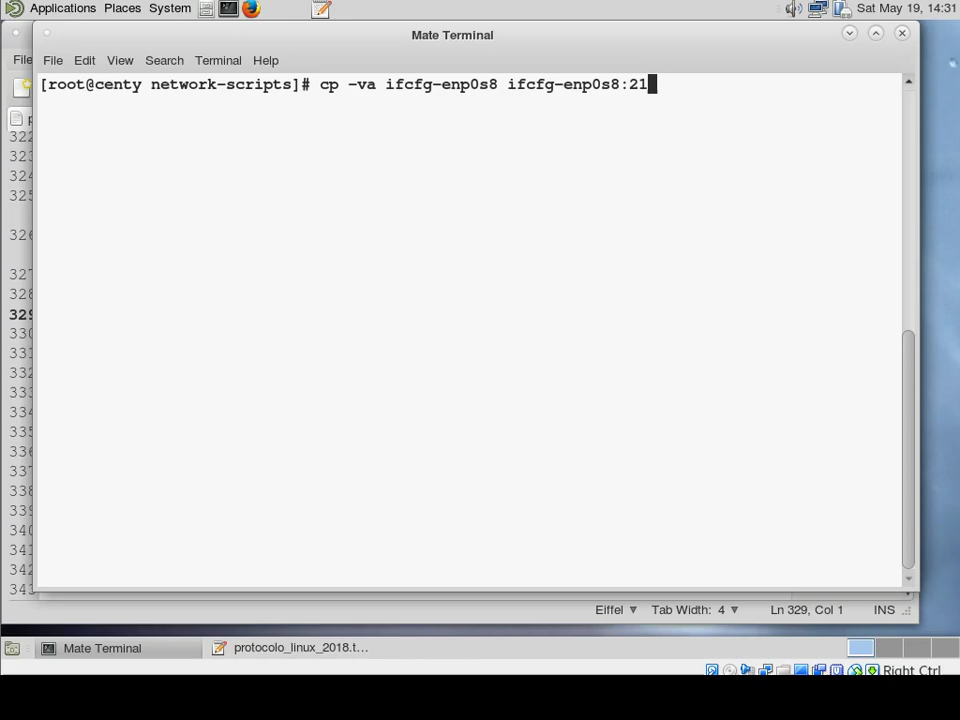 Applications Places System Sat May 19, 14:31
Mate Terminal
File
File Edit View Search Terminal Help
[root@centy network-scripts]# cp -va ifcfg-enp0s8 ifcfg-enp0s8:21
322
323
324
325
326
327
328
329
330
331
332
333
334
335
336
337
338
339
340
341
342
343
Eiffel Tab Width: 4 Ln 329, Col 1 INS
Mate Terminal protocolo_linux_2018.t...
Right Ctrl